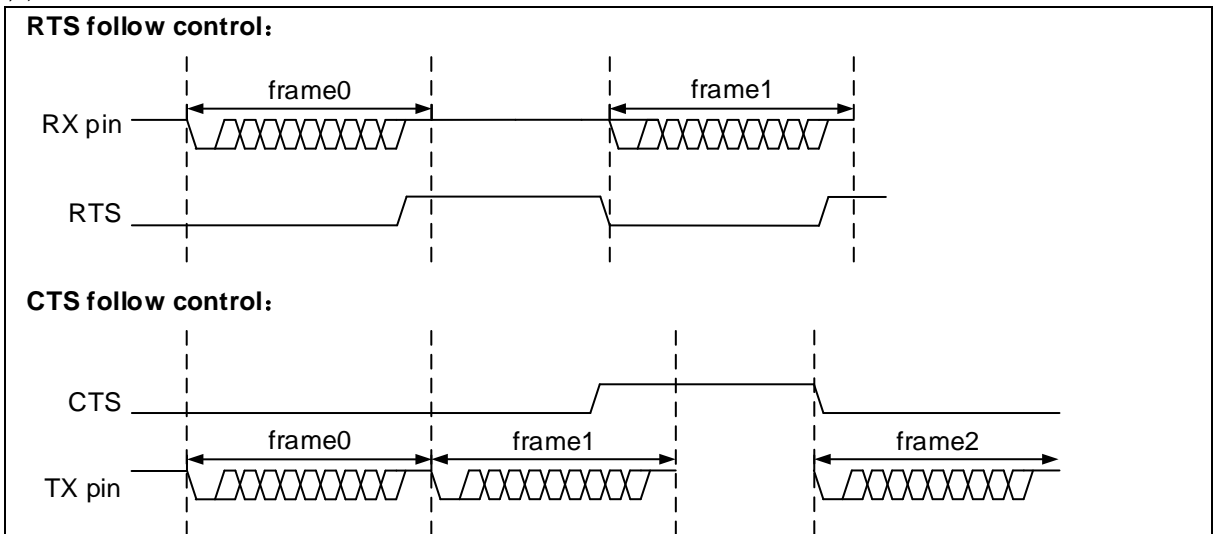 RTS follow control：
frame0
frame1
RX pin
RTS
CTS follow control：
CTS
frame0
frame1
frame2
TX pin